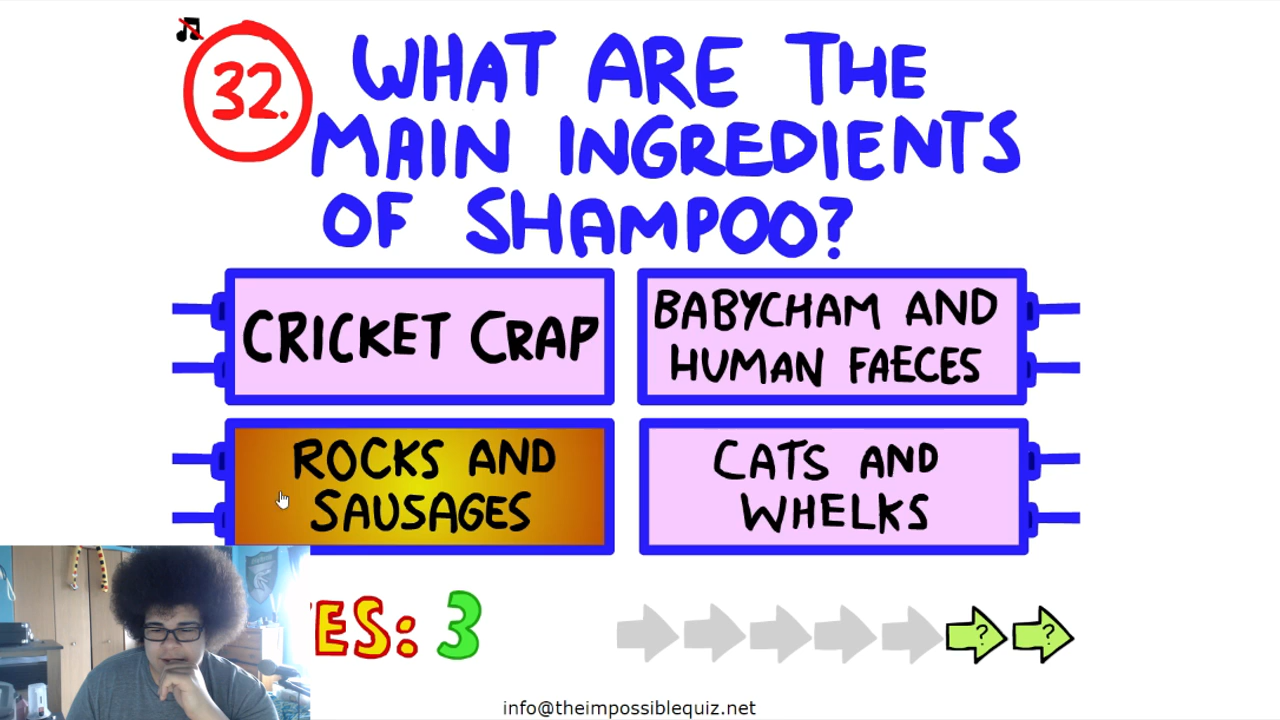 32. WHAT ARE THE
MAIN INGREDIENTS
OF SHAMPOO?
CRICKET CRAP
BABYCHAM AND
HUMAN FAECES
ROCKS AND
SAUSAGES
CATS AND
WHELKS
ES: 3
? ?
info@theimpossiblequiz.net